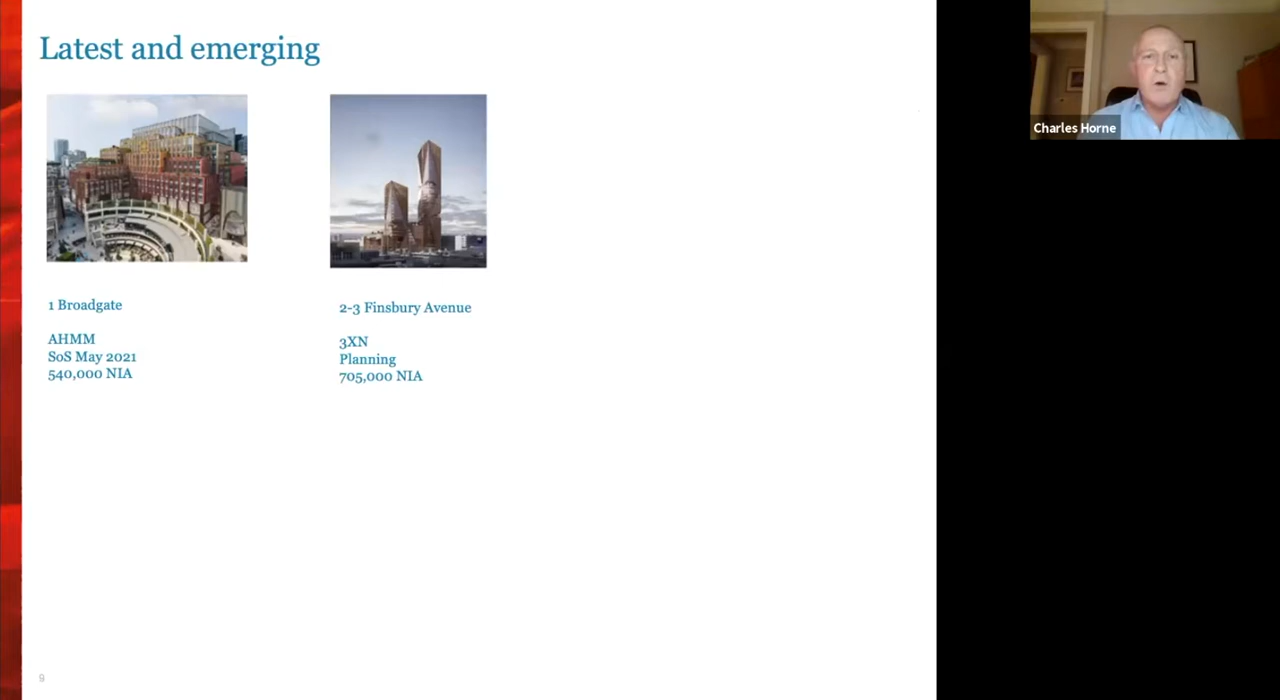 Latest and emerging
1 Broadgate
AHMM
SoS May 2021
540,000 NIA
2-3 Finsbury Avenue
3XN
Planning
705,000 NIA
9
Charles Horne